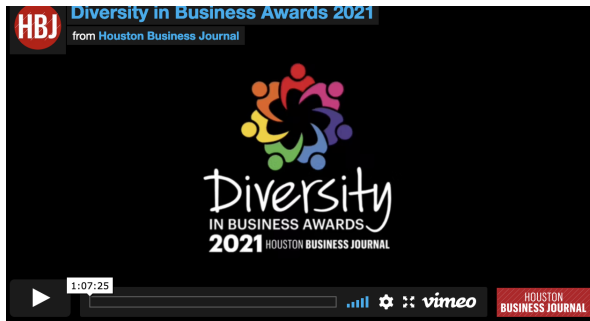 HBJ
Diversity in Business Awards 2021
from Houston Business Journal
Diversity
IN BUSINESS AWARDS
2021 HOUSTON BUSINESS JOURNAL
1:07:25
vimeo
HOUSTON
BUSINESS JOURNAL